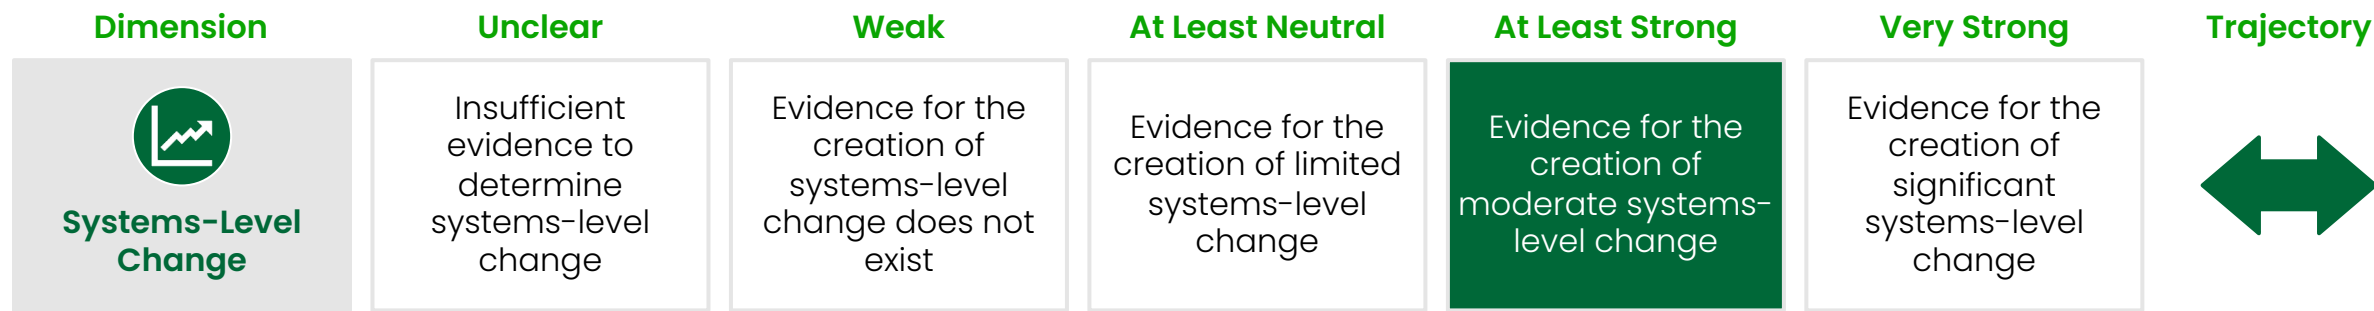 Dimension
Unclear
Weak
At Least Neutral
At Least Strong
Very Strong
Trajectory
Systems-Level
Change
Insufficient
evidence to
determine
systems-level
change
Evidence for the
creation of
systems-level
change does not
exist
Evidence for the
creation of limited
systems-level
change
Evidence for the
creation of
moderate systems-
level change
Evidence for the
creation of
significant
systems-level
change